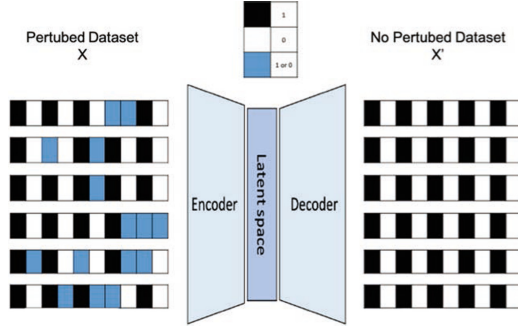 Pertubed Dataset
X
1
0
1 or 0
No Pertubed Dataset
X'
Encoder
Latent space
Decoder